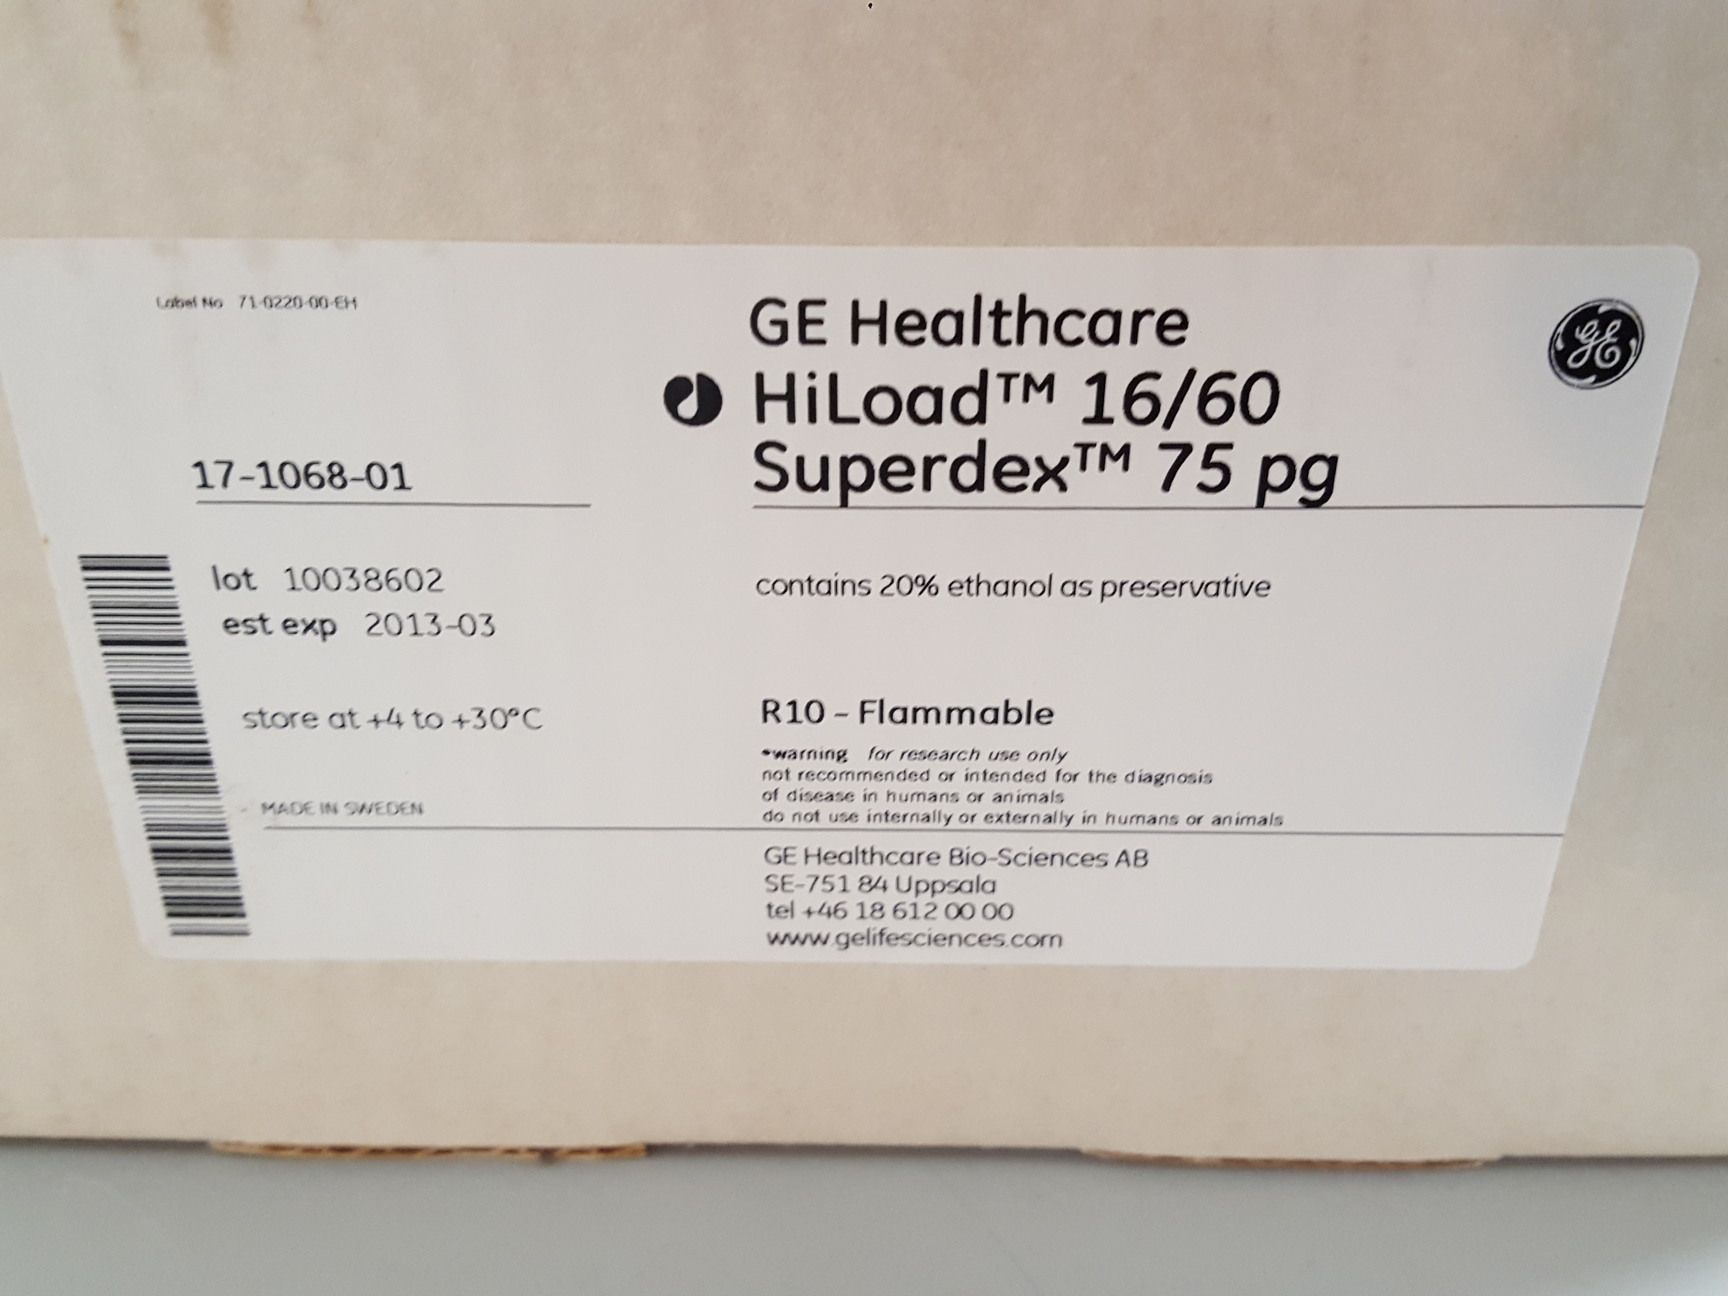 Label No 71-0220-00-EH
GE Healthcare
HiLoad™ 16/60
Superdex™ 75 pg
GE
17-1068-01
lot 10038602
est exp 2013-03
store at +4 to +30°C
MADE IN SWEDEN
contains 20% ethanol as preservative
R10 - Flammable
*warning for research use only
not recommended or intended for the diagnosis
of disease in humans or animals
do not use internally or externally in humans or animals
GE Healthcare Bio-Sciences AB
SE-751 84 Uppsala
tel +46 18 612 00 00
www.gelifesciences.com